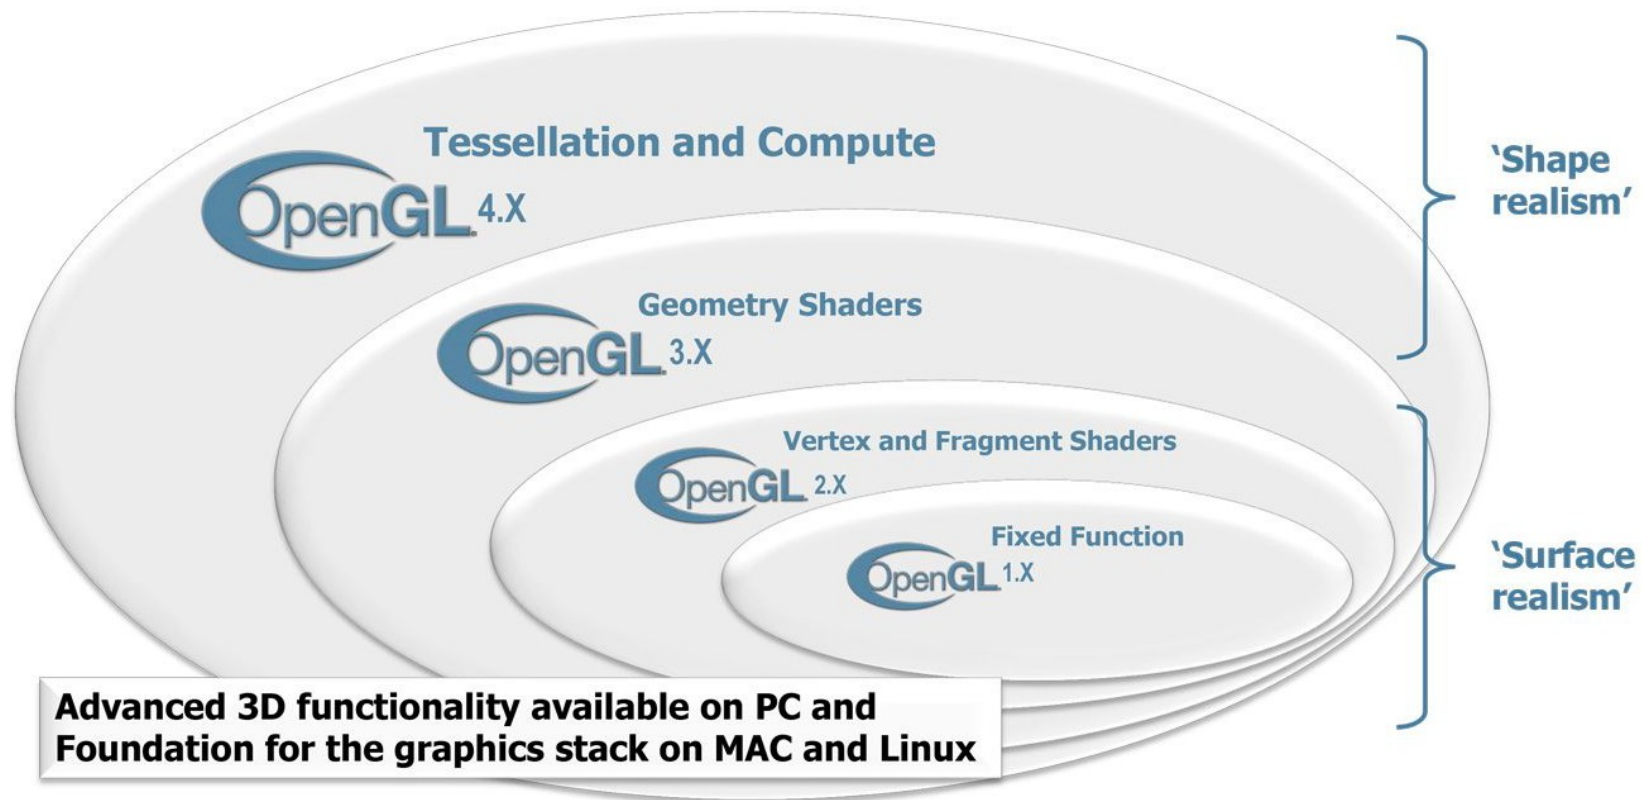 Tessellation and Compute
OpenGL 4.X
Geometry Shaders
OpenGL 3.X
Vertex and Fragment Shaders
OpenGL 2.X
Fixed Function
OpenGL 1.X
‘Shape
realism’
‘Surface
realism’
Advanced 3D functionality available on PC and
Foundation for the graphics stack on MAC and Linux